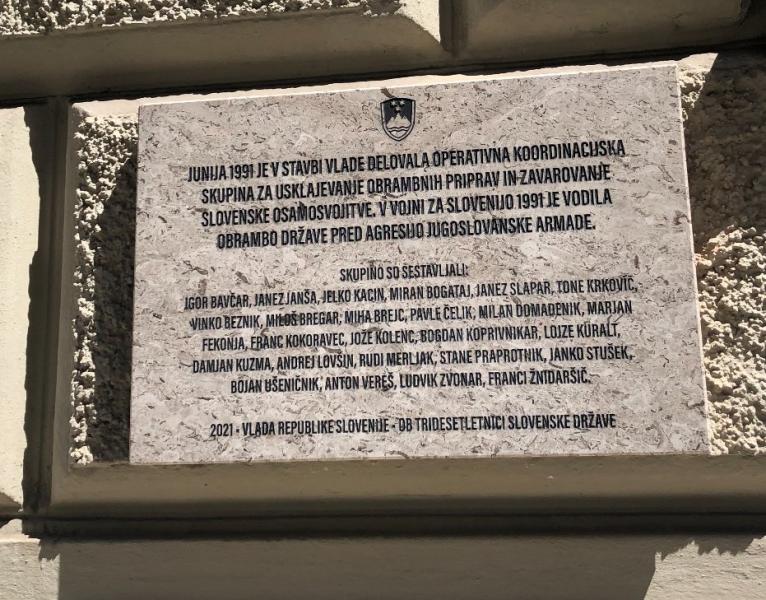 JUNIJA 1991 JE V STAVBI VLADE DELOVALA OPERATIVNA KOORDINACIJSKA
SKUPINA ZA USKLAJEVANJE OBRAMBNIH PRIPRAV IN ZAVAROVANJE
SLOVENSKE OSAMOSVOJITVE. V VOJNI ZA SLOVENIJO 1991 JE VODILA
OBRAMBO DRŽAVE PRED AGRESIJO JUGOSLOVANSKE ARMADE.
SKUPINO SO SESTAVLJALI:
IGOR BAVČAR, JANEZ JANŠA, JELKO KACIN, MIRAN BOGATAJ, JANEZ SLAPAR, TONE KRKOVIČ,
VINKO BEZNIK, MILOŠ BREGAR, MIHA BREJC, PAVLE ČELIK, MILAN DOMADENIK, MARJAN
FEKONJA, FRANC KOKORAVEC, JOŽE KOLENC, BOGDAN KOPRIVNIKAR, LOJZE KÜRALT,
DAMJAN KUZMA, ANDREJ LOVŠIN, RUDI MERLJAK, STANE PRAPROTNIK, JANKO STUŠEK,
BOJAN UŠENIČNIK, ANTON VEREŠ, LUDVIK ZVONAR, FRANCI ŽNIDARŠIČ.
2021 - VLADA REPUBLIKE SLOVENIJE - OB TRIDESETLETNICI SLOVENSKE DRŽAVE